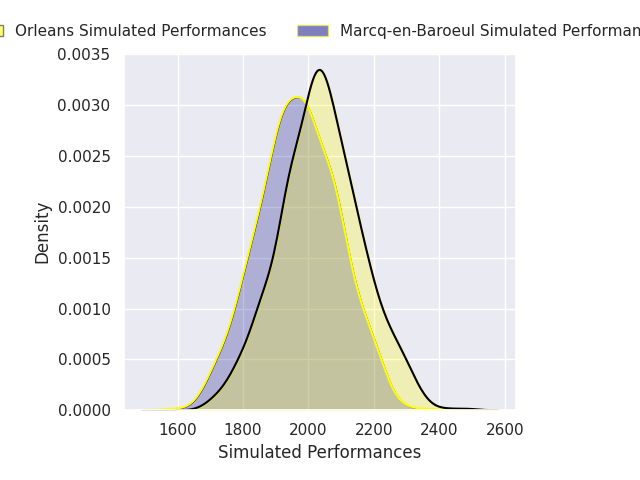 Orleans Simulated Performances
Marcq-en-Baroeul Simulated Performan
0.0035
0.0030
0.0025
0.0020
0.0015
0.0010
0.0005
0.0000
Density
1600 1800 2000 2200 2400 2600
Simulated Performances